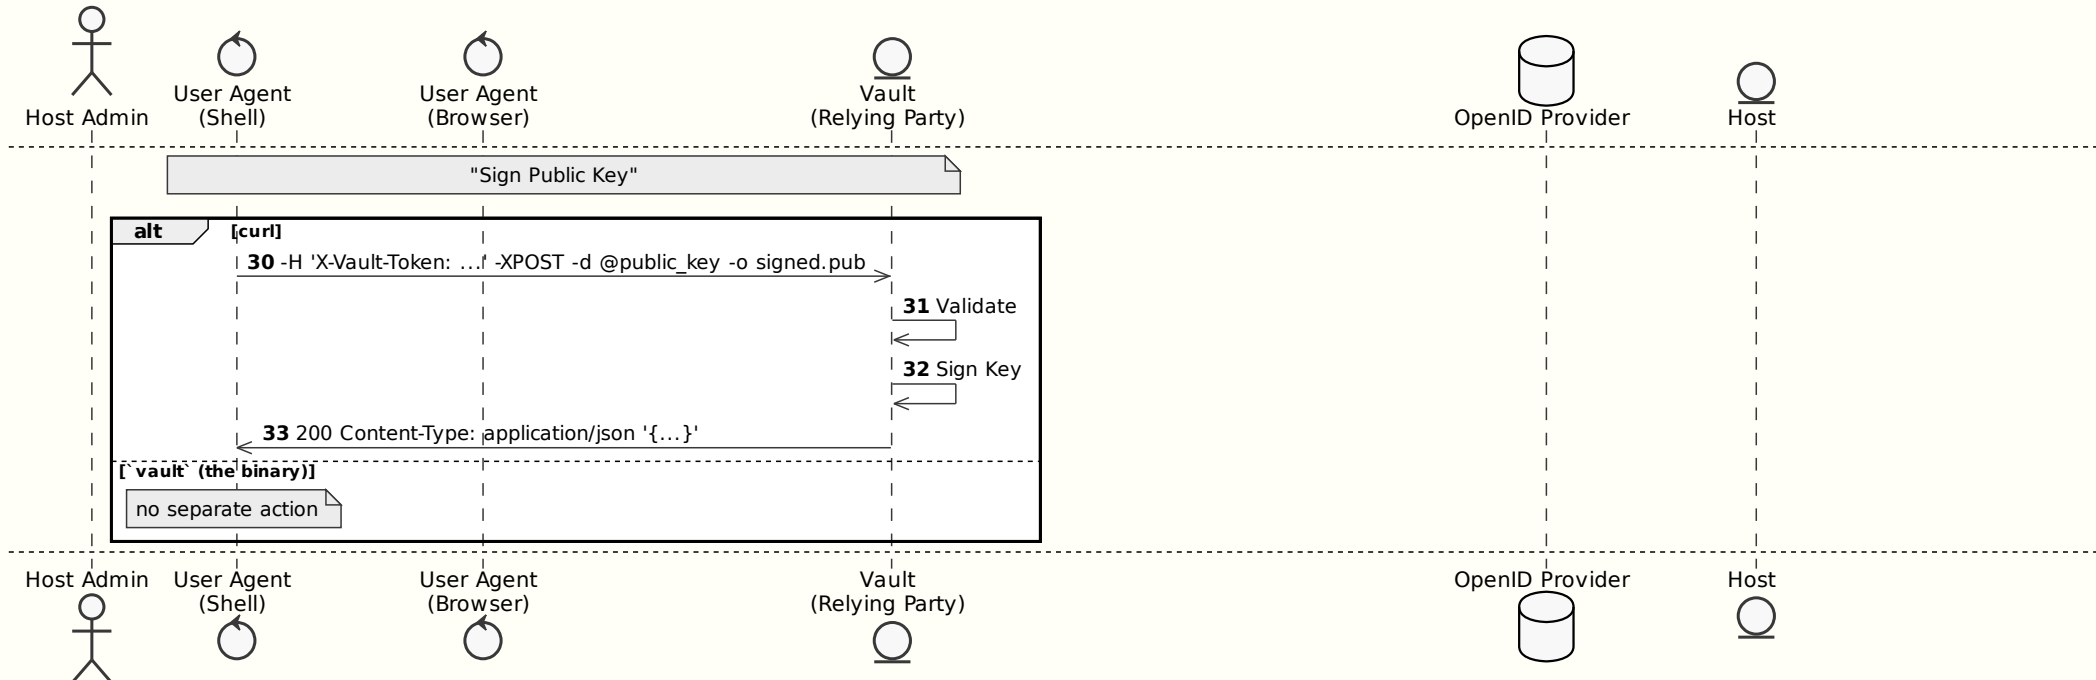 Host Admin
User Agent
(Shell)
User Agent
(Browser)
Vault
(Relying Party)
OpenID Provider
Host
"Sign Public Key"
alt
[curl]
30 -H 'X-Vault-Token: ...' -XPOST -d @public_key -o signed.pub
31 Validate
32 Sign Key
33 200 Content-Type: application/json '{...}'
[`vault` (the binary)]
no separate action
Host Admin
User Agent
(Shell)
User Agent
(Browser)
Vault
(Relying Party)
OpenID Provider
Host